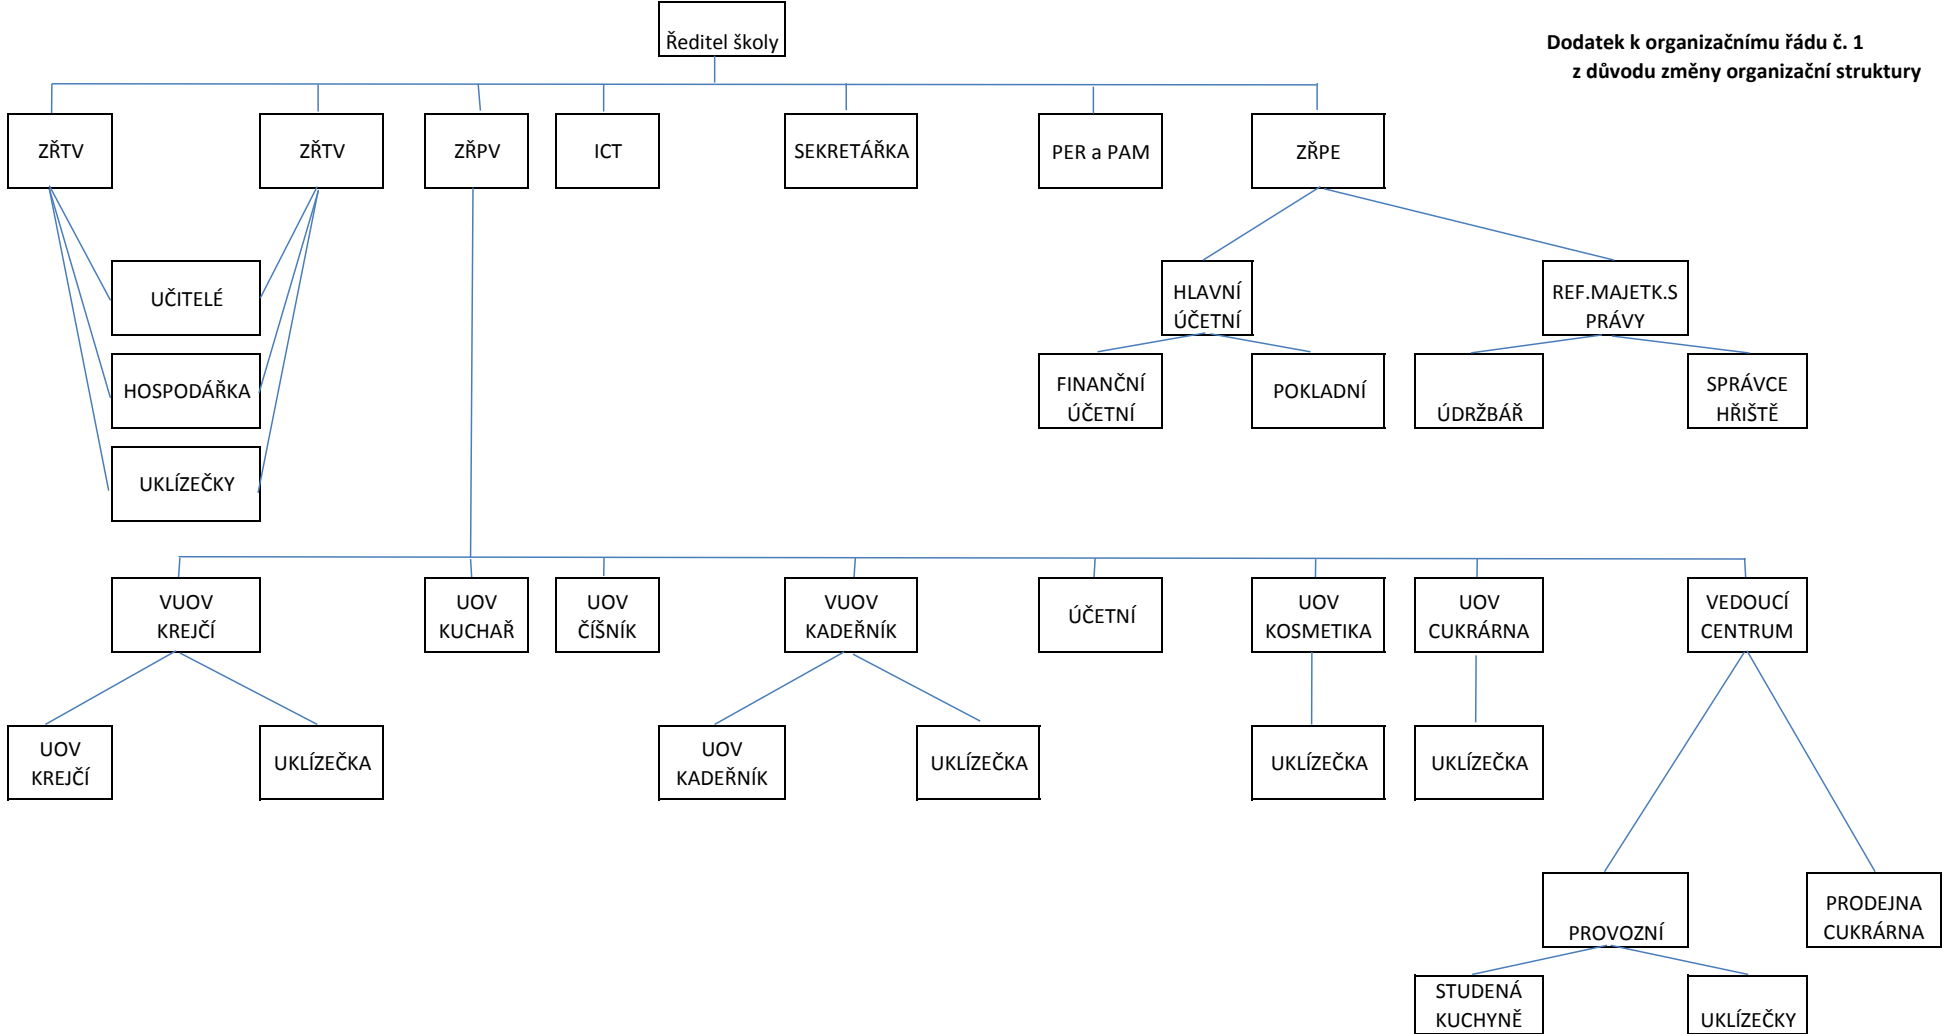 Ředitel školy
Dodatek k organizačnímu řádu č. 1
z důvodu změny organizační struktury
ZŘTV
ZŘTV
ZŘPV
ICT
SEKRETÁŘKA
PER a PAM
ZŘPE
UČITELÉ
HLAVNÍ
ÚČETNÍ
REF.MAJETK.S
PRÁVY
HOSPODÁŘKA
FINANČNÍ
ÚČETNÍ
POKLADNÍ
ÚDRŽBÁŘ
SPRÁVCE
HŘIŠTĚ
UKLÍZEČKY
VUOV
KREJČÍ
UOV
KUCHAŘ
UOV
ČÍŠNÍK
VUOV
KADEŘNÍK
ÚČETNÍ
UOV
KOSMETIKA
UOV
CUKRÁRNA
VEDOUCÍ
CENTRUM
UOV
KREJČÍ
UKLÍZEČKA
UOV
KADEŘNÍK
UKLÍZEČKA
UKLÍZEČKA
UKLÍZEČKA
PROVOZNÍ
PRODEJNA
CUKRÁRNA
STUDENÁ
KUCHYNĚ
UKLÍZEČKY